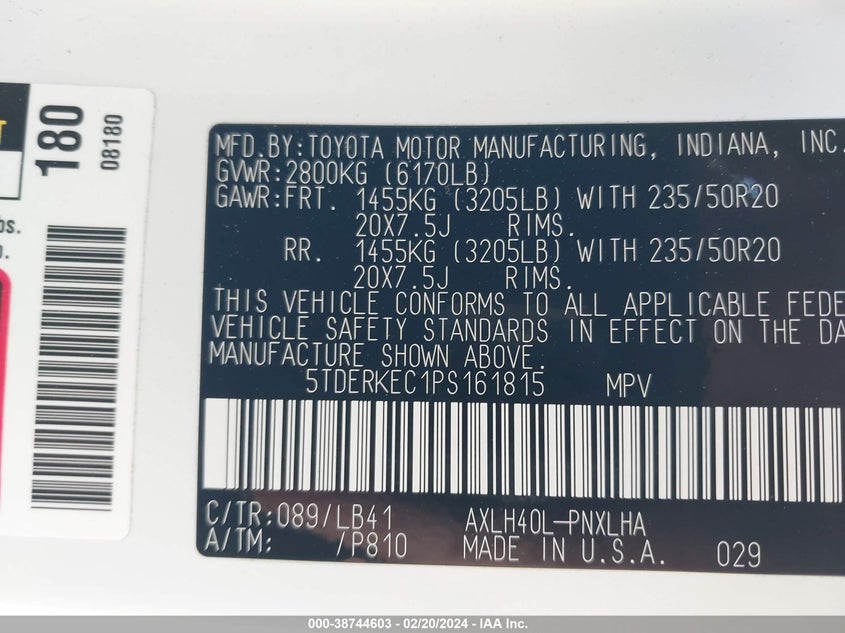 180
08180
bs.
MFD.BY:TOYOTA MOTOR MANUFACTURING, INDIANA, INC.
GVWR:2800KG (6170LB)
GAWR:FRT. 1455KG (3205LB) WITH 235/50R20
20X7.5J RIMS.
RR. 1455KG (3205LB) WITH 235/50R20
20X7.5J RIMS.
THIS VEHICLE CONFORMS TO ALL APPLICABLE FEDE
VEHICLE SAFETY STANDARDS IN EFFECT ON THE DA
MANUFACTURE SHOWN ABOVE.
5TDERKEC1PS161815 MPV
C/TR:089/LB41 AXLH40L-PNXLHA
A/TM: /P810 MADE IN U.S.A. 029
000-38744603 - 02/20/2024 - IAA Inc.